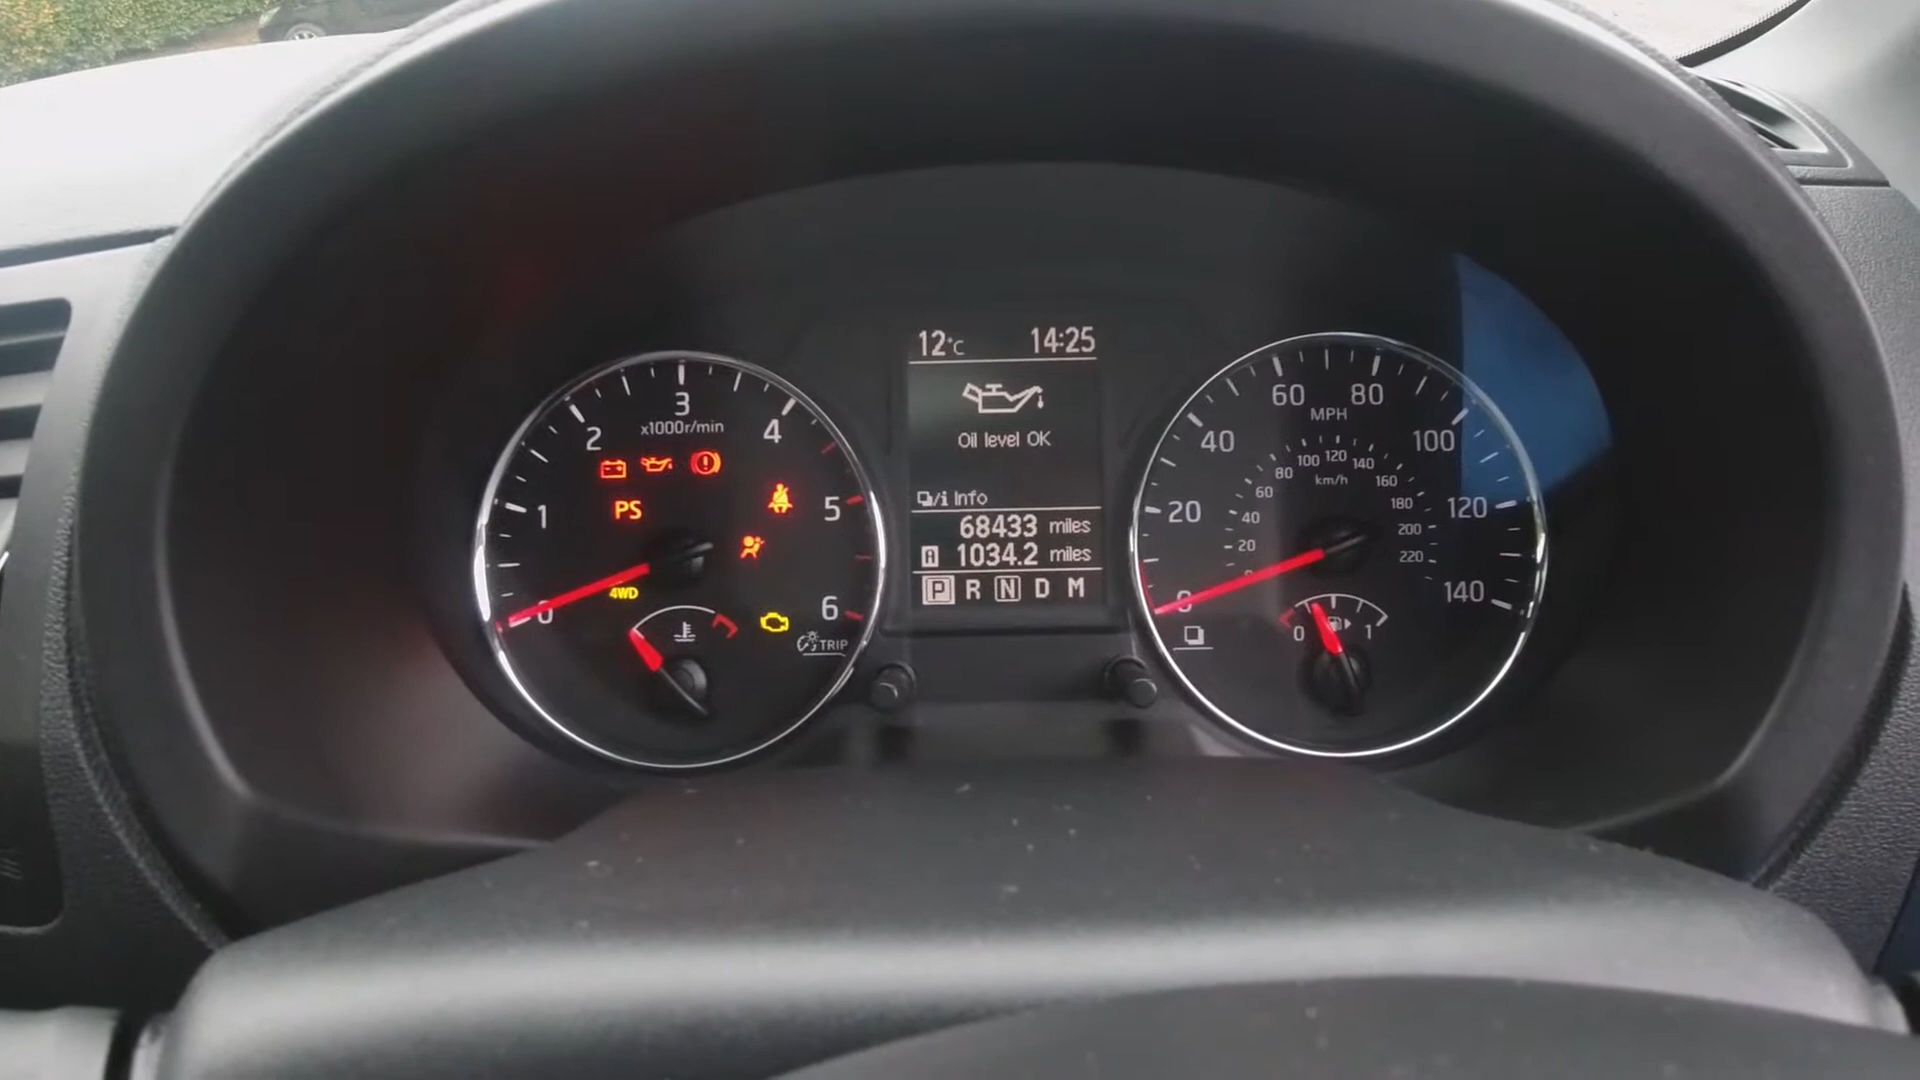 12°C 14:25
Oil level OK
/i Info
68433 miles
A 1034.2 miles
P R N D M
0 1 2 3 4 5 6
x1000r/min
PS
4WD
TRIP
0 20 40 60 80 100 120 140
MPH
20 40 60 80 100 120 140 160 180 200 220
km/h
0 1